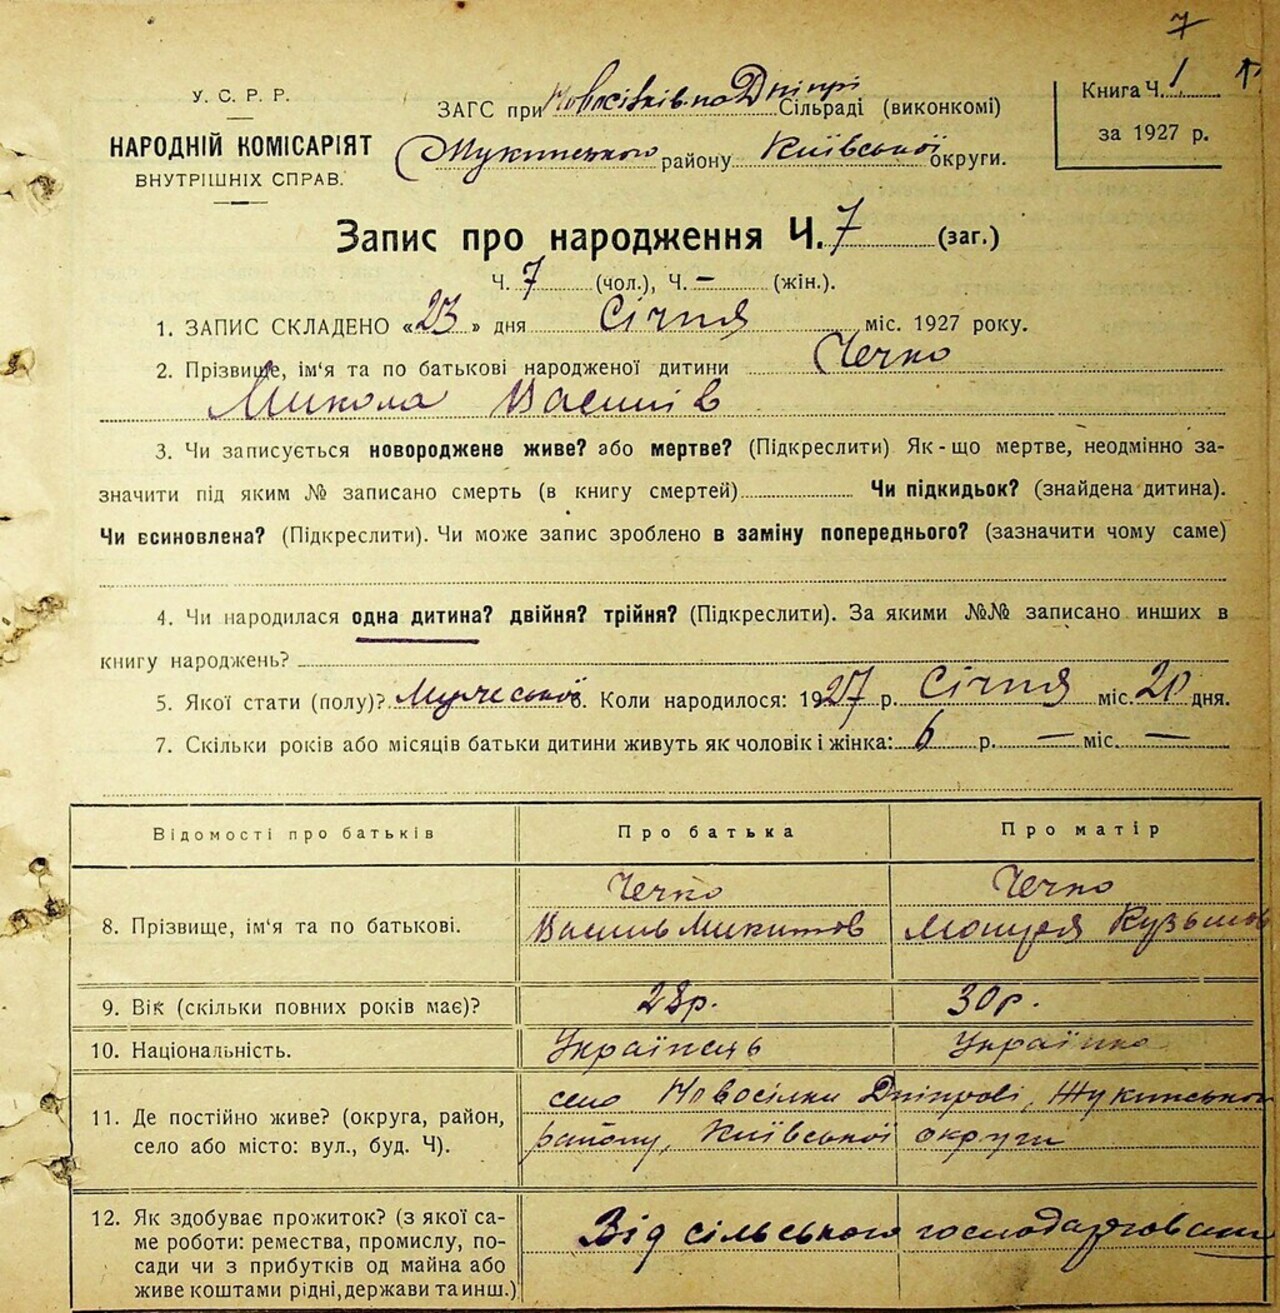 7
У. С. Р. Р.
НАРОДНІЙ КОМІСАРІЯТ
ВНУТРІШНІХ СПРАВ.
ЗАГС при Сільраді (виконкомі)
Жукинського району Київської округи.
Книга Ч. 1
за 1927 р.
Запис про народження Ч. 7 (заг.)
Ч. 7 (чол.), Ч. – (жін.).
1. ЗАПИС СКЛАДЕНО «23» дня Січня міс. 1927 року.
2. Прізвище, ім'я та по батькові народженої дитини Чечко
Микола Василів
3. Чи записується новороджене живе? або мертве? (Підкреслити) Як-що мертве, неодмінно за-
значити під яким № записано смерть (в книгу смертей) Чи підкидьок? (знайдена дитина).
Чи єсиновлена? (Підкреслити). Чи може запис зроблено в заміну попереднього? (зазначити чому саме)
4. Чи народилася одна дитина? двійня? трійня? (Підкреслити). За якими №№ записано инших в
книгу народжень?
5. Якої стати (полу)? Коли народилося: 1927 р. Січня міс. 20 дня.
7. Скільки років або місяців батьки дитини живуть як чоловік і жінка: 6 р. — міс. —
Відомості про батьків
Про батька
Про матір
8. Прізвище, ім'я та по батькові.
Чечко
Василь Микитов
Чечко
Кузьмов
9. Вік (скільки повних років має)?
28р.
30р.
10. Національність.
Українець
Українка
11. Де постійно живе? (округа, район,
село або місто: вул., буд. Ч).
село Новосілки Дніпрові, Жукинського
району, Київської округи
12. Як здобуває прожиток? (з якої са-
ме роботи: ремества, промислу, по-
сади чи з прибутків од майна або
живе коштами рідні, держави та инш.)
Від сільського господарювання